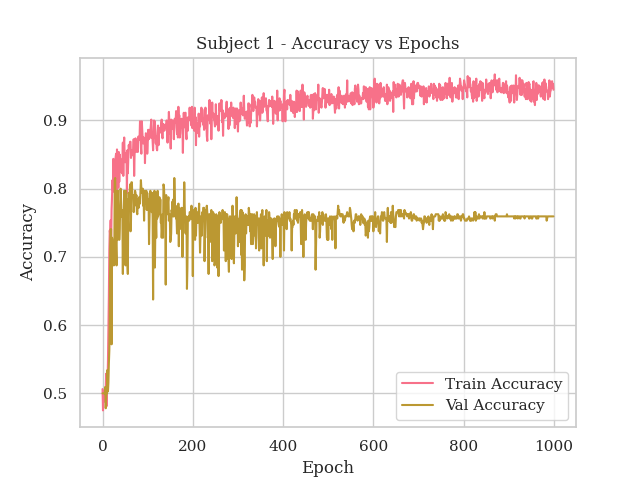 Subject 1 - Accuracy vs Epochs
Accuracy
0.9
0.8
0.7
0.6
0.5
0 200 400 600 800 1000
Epoch
Train Accuracy
Val Accuracy